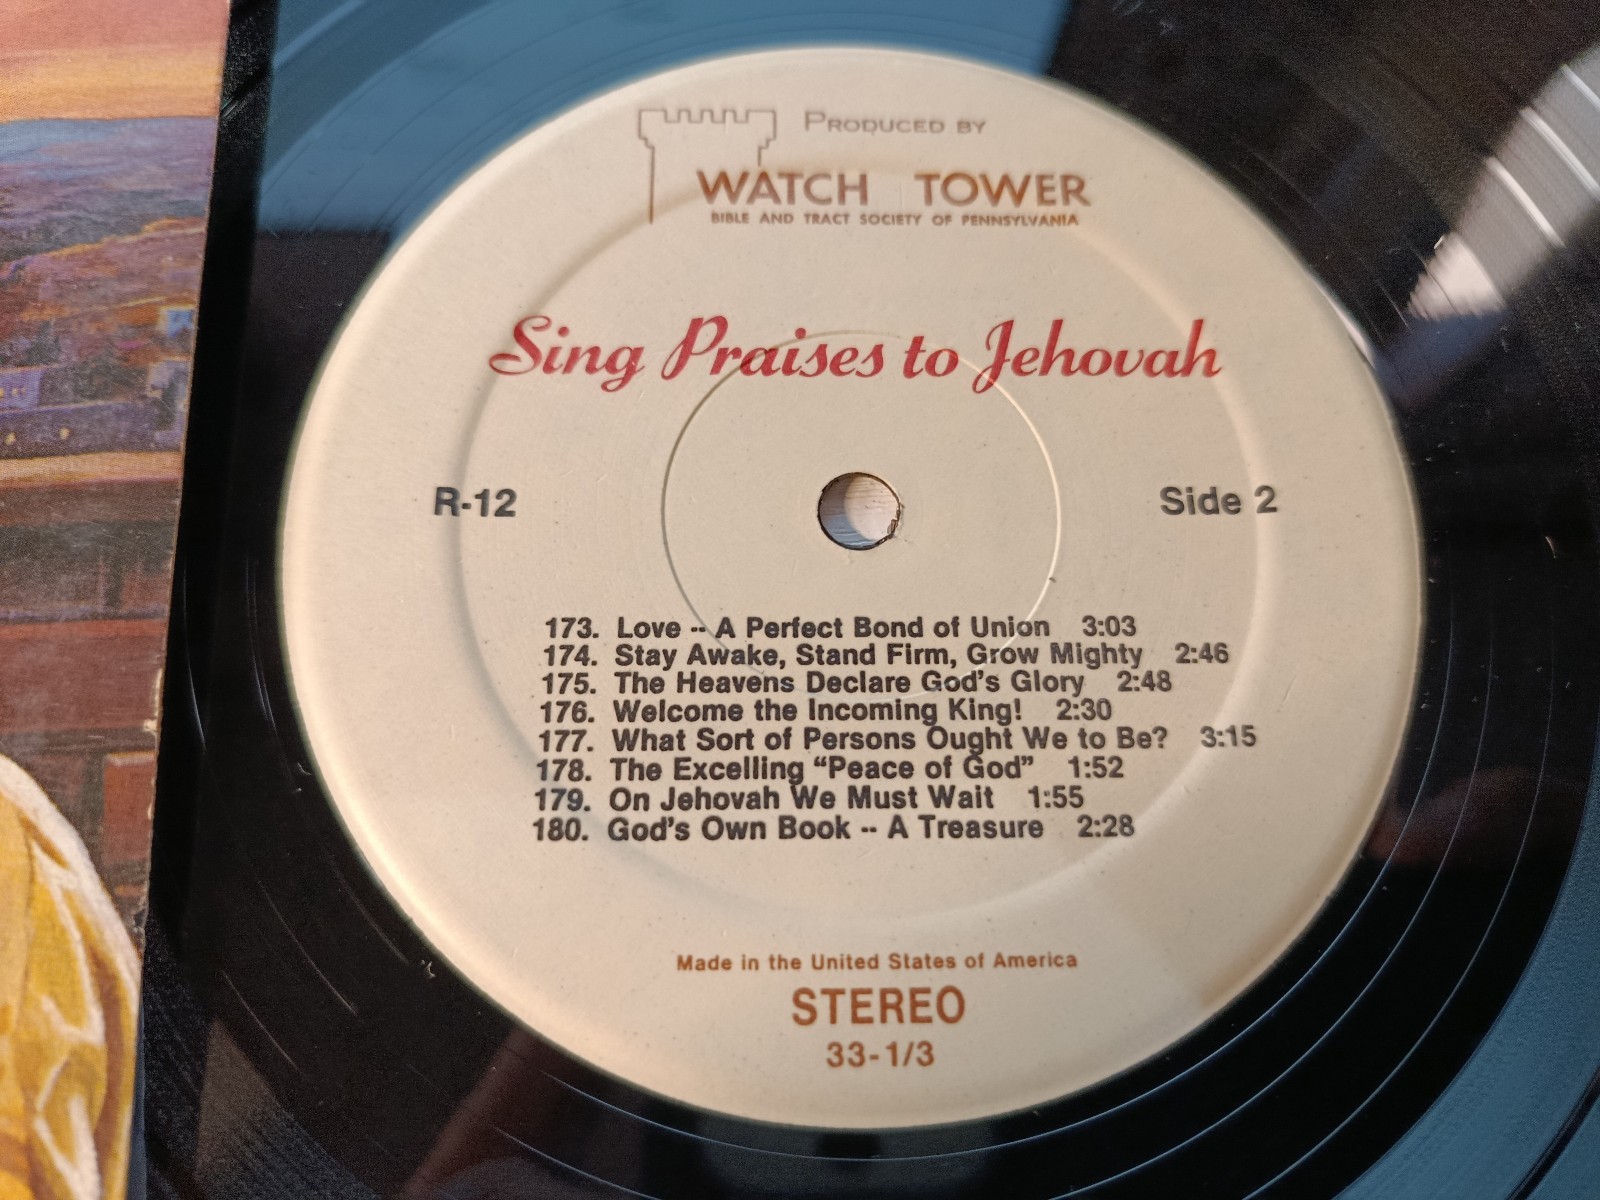 PRODUCED BY
WATCH TOWER
BIBLE AND TRACT SOCIETY OF PENNSYLVANIA
Sing Praises to Jehovah
R-12 Side 2
173. Love -- A Perfect Bond of Union 3:03
174. Stay Awake, Stand Firm, Grow Mighty 2:46
175. The Heavens Declare God's Glory 2:48
176. Welcome the Incoming King! 2:30
177. What Sort of Persons Ought We to Be? 3:15
178. The Excelling “Peace of God” 1:52
179. On Jehovah We Must Wait 1:55
180. God's Own Book -- A Treasure 2:28
Made in the United States of America
STEREO
33-1/3